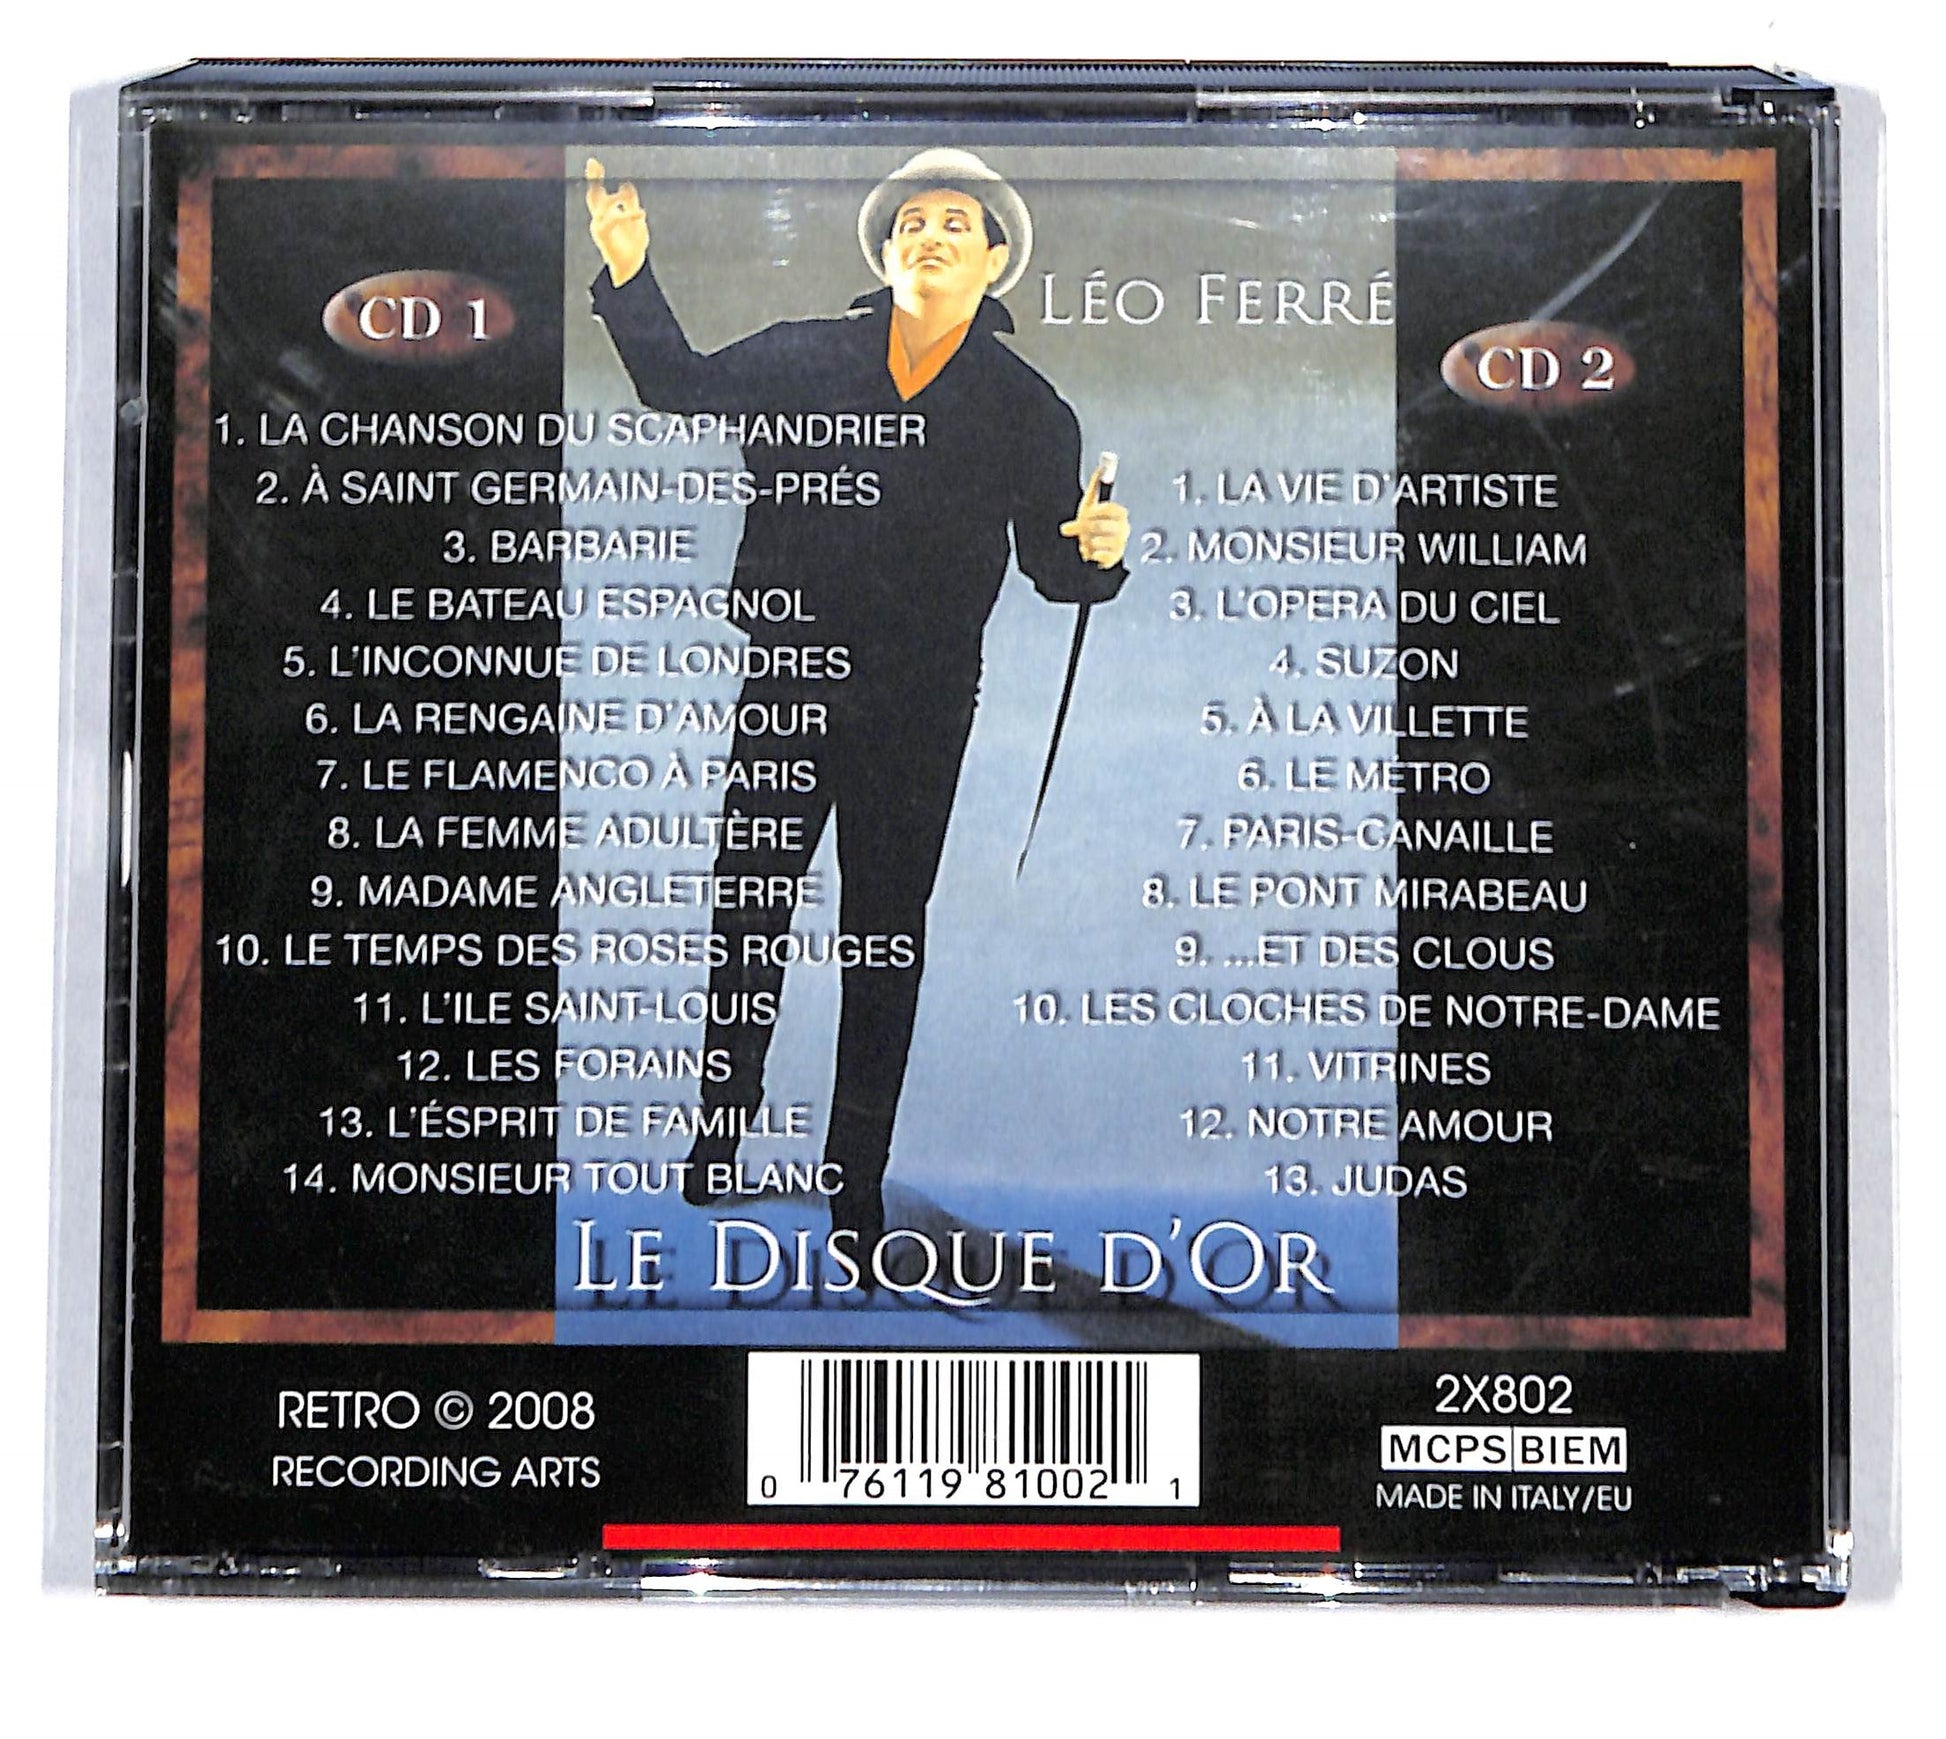 LÉO FERRÉ
CD 1
1. LA CHANSON DU SCAPHANDRIER
2. À SAINT GERMAIN-DES-PRÉS
3. BARBARIE
4. LE BATEAU ESPAGNOL
5. L'INCONNUE DE LONDRES
6. LA RENGAINE D'AMOUR
7. LE FLAMENCO À PARIS
8. LA FEMME ADULTÈRE
9. MADAME ANGLETERRE
10. LE TEMPS DES ROSES ROUGES
11. L'ILE SAINT-LOUIS
12. LES FORAINS
13. L'ÉSPRIT DE FAMILLE
14. MONSIEUR TOUT BLANC
CD 2
1. LA VIE D'ARTISTE
2. MONSIEUR WILLIAM
3. L'OPERA DU CIEL
4. SUZON
5. À LA VILLETTE
6. LE MÉTRO
7. PARIS-CANAILLE
8. LE PONT MIRABEAU
9. ...ET DES CLOUS
10. LES CLOCHES DE NOTRE-DAME
11. VITRINES
12. NOTRE AMOUR
13. JUDAS
LE DISQUE D'OR
RETRO © 2008
RECORDING ARTS
0 76119 81002 1
2X802
MCPS BIEM
MADE IN ITALY/EU